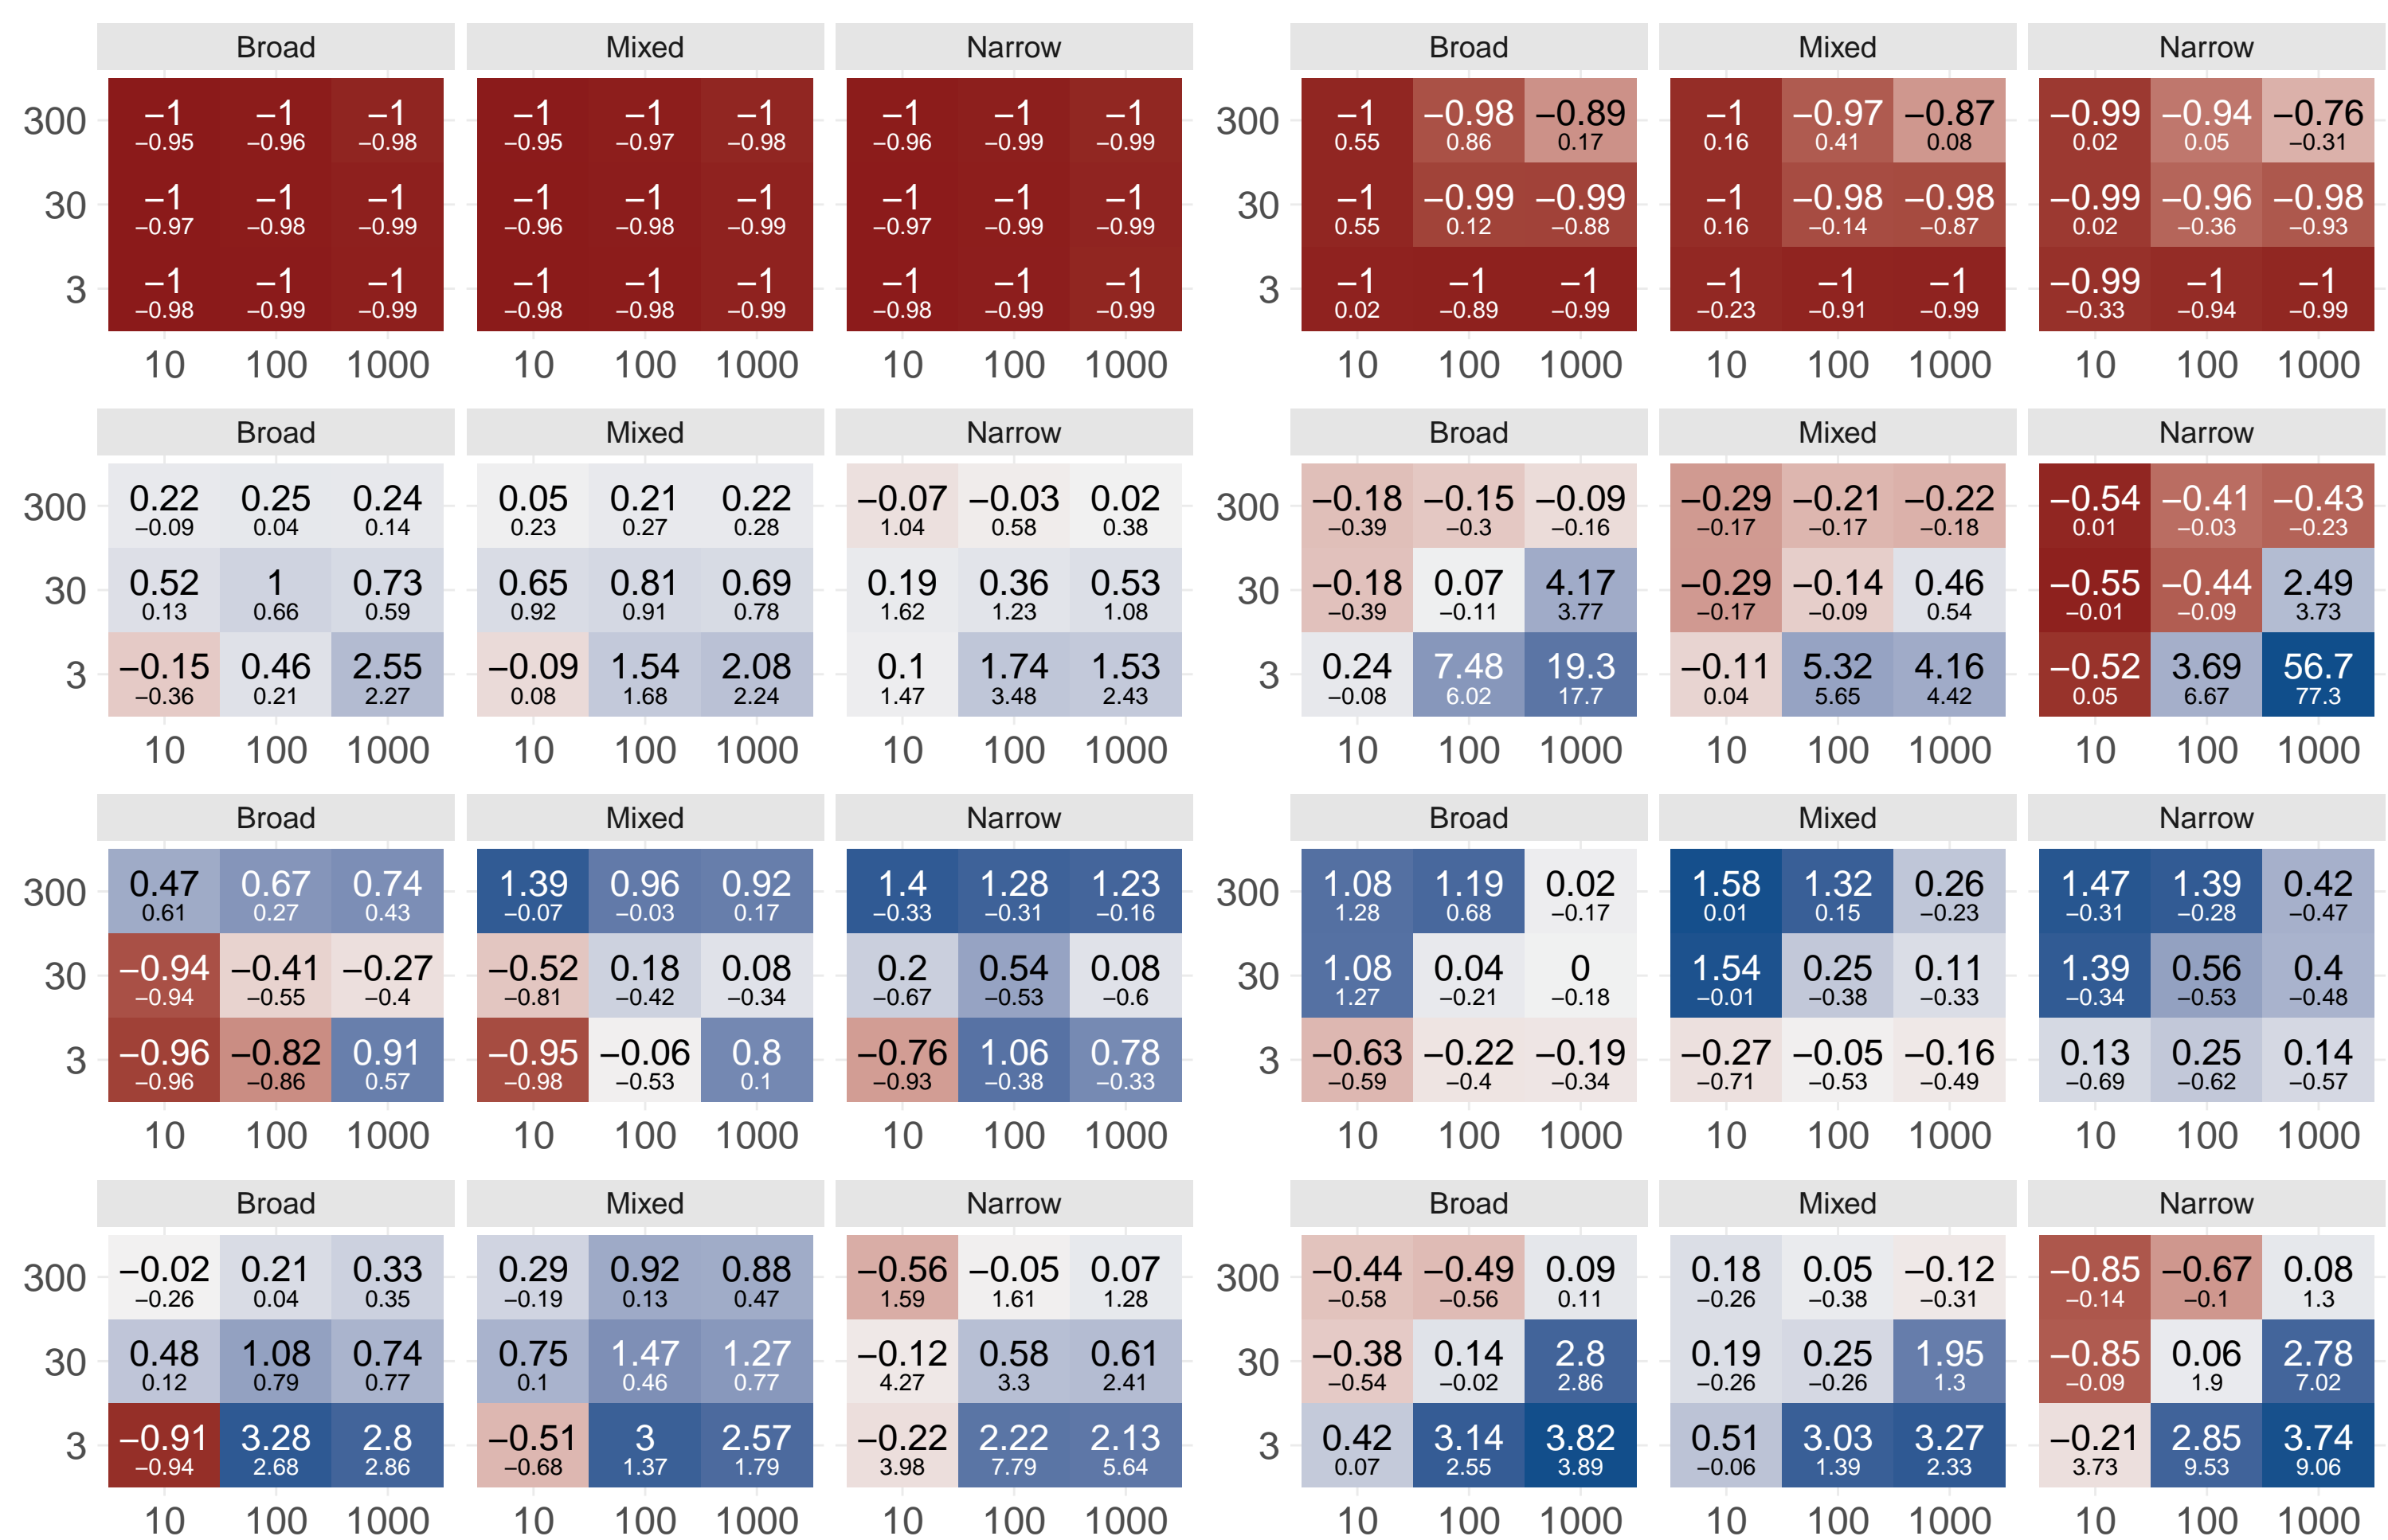 Broad Mixed Narrow Broad Mixed Narrow
300 −1 −1 −1 −1 −1 −1 −1 −1 −1 300 −1 −0.98 −0.89 −1 −0.97 −0.87 −0.99 −0.94 −0.76
−0.95 −0.96 −0.98 −0.95 −0.97 −0.98 −0.96 −0.99 −0.99 0.55 0.86 0.17 0.16 0.41 0.08 0.02 0.05 −0.31
30 −1 −1 −1 −1 −1 −1 −1 −1 −1 30 −1 −0.99 −0.99 −1 −0.98 −0.98 −0.99 −0.96 −0.98
−0.97 −0.98 −0.99 −0.96 −0.98 −0.99 −0.97 −0.99 −0.99 0.55 0.12 −0.88 0.16 −0.14 −0.87 0.02 −0.36 −0.93
3 −1 −1 −1 −1 −1 −1 −1 −1 −1 3 −1 −1 −1 −1 −1 −1 −0.99 −1 −1
−0.98 −0.99 −0.99 −0.98 −0.98 −0.99 −0.98 −0.99 −0.99 0.02 −0.89 −0.99 −0.23 −0.91 −0.99 −0.33 −0.94 −0.99
10 100 1000 10 100 1000 10 100 1000 10 100 1000 10 100 1000 10 100 1000
Broad Mixed Narrow Broad Mixed Narrow
300 0.22 0.25 0.24 0.05 0.21 0.22 −0.07 −0.03 0.02 300 −0.18 −0.15 −0.09 −0.29 −0.21 −0.22 −0.54 −0.41 −0.43
−0.09 0.04 0.14 0.23 0.27 0.28 1.04 0.58 0.38 −0.39 −0.3 −0.16 −0.17 −0.17 −0.18 0.01 −0.03 −0.23
30 0.52 1 0.73 0.65 0.81 0.69 0.19 0.36 0.53 30 −0.18 0.07 4.17 −0.29 −0.14 0.46 −0.55 −0.44 2.49
0.13 0.66 0.59 0.92 0.91 0.78 1.62 1.23 1.08 −0.39 −0.11 3.77 −0.17 −0.09 0.54 −0.01 −0.09 3.73
3 −0.15 0.46 2.55 −0.09 1.54 2.08 0.1 1.74 1.53 3 0.24 7.48 19.3 −0.11 5.32 4.16 −0.52 3.69 56.7
−0.36 0.21 2.27 0.08 1.68 2.24 1.47 3.48 2.43 −0.08 6.02 17.7 0.04 5.65 4.42 0.05 6.67 77.3
10 100 1000 10 100 1000 10 100 1000 10 100 1000 10 100 1000 10 100 1000
Broad Mixed Narrow Broad Mixed Narrow
300 0.47 0.67 0.74 1.39 0.96 0.92 1.4 1.28 1.23 300 1.08 1.19 0.02 1.58 1.32 0.26 1.47 1.39 0.42
0.61 0.27 0.43 −0.07 −0.03 0.17 −0.33 −0.31 −0.16 1.28 0.68 −0.17 0.01 0.15 −0.23 −0.31 −0.28 −0.47
30 −0.94 −0.41 −0.27 −0.52 0.18 0.08 0.2 0.54 0.08 30 1.08 0.04 0 1.54 0.25 0.11 1.39 0.56 0.4
−0.94 −0.55 −0.4 −0.81 −0.42 −0.34 −0.67 −0.53 −0.6 1.27 −0.21 −0.18 −0.01 −0.38 −0.33 −0.34 −0.53 −0.48
3 −0.96 −0.82 0.91 −0.95 −0.06 0.8 −0.76 1.06 0.78 3 −0.63 −0.22 −0.19 −0.27 −0.05 −0.16 0.13 0.25 0.14
−0.96 −0.86 0.57 −0.98 −0.53 0.1 −0.93 −0.38 −0.33 −0.59 −0.4 −0.34 −0.71 −0.53 −0.49 −0.69 −0.62 −0.57
10 100 1000 10 100 1000 10 100 1000 10 100 1000 10 100 1000 10 100 1000
Broad Mixed Narrow Broad Mixed Narrow
300 −0.02 0.21 0.33 0.29 0.92 0.88 −0.56 −0.05 0.07 300 −0.44 −0.49 0.09 0.18 0.05 −0.12 −0.85 −0.67 0.08
−0.26 0.04 0.35 −0.19 0.13 0.47 1.59 1.61 1.28 −0.58 −0.56 0.11 −0.26 −0.38 −0.31 −0.14 −0.1 1.3
30 0.48 1.08 0.74 0.75 1.47 1.27 −0.12 0.58 0.61 30 −0.38 0.14 2.8 0.19 0.25 1.95 −0.85 0.06 2.78
0.12 0.79 0.77 0.1 0.46 0.77 4.27 3.3 2.41 −0.54 −0.02 2.86 −0.26 −0.26 1.3 −0.09 1.9 7.02
3 −0.91 3.28 2.8 −0.51 3 2.57 −0.22 2.22 2.13 3 0.42 3.14 3.82 0.51 3.03 3.27 −0.21 2.85 3.74
−0.94 2.68 2.86 −0.68 1.37 1.79 3.98 7.79 5.64 0.07 2.55 3.89 −0.06 1.39 2.33 3.73 9.53 9.06
10 100 1000 10 100 1000 10 100 1000 10 100 1000 10 100 1000 10 100 1000